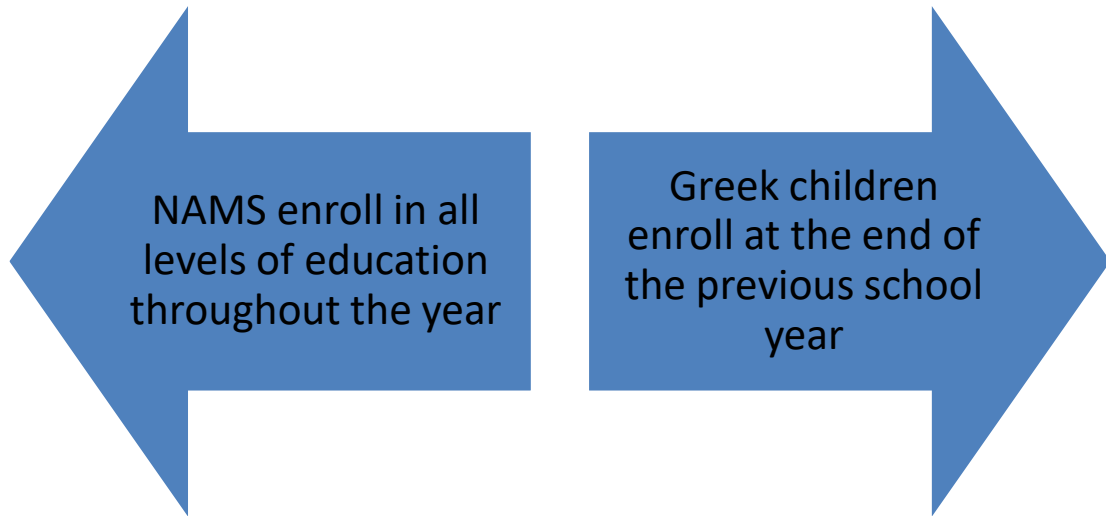 NAMS enroll in all
levels of education
throughout the year
Greek children
enroll at the end of
the previous school
year